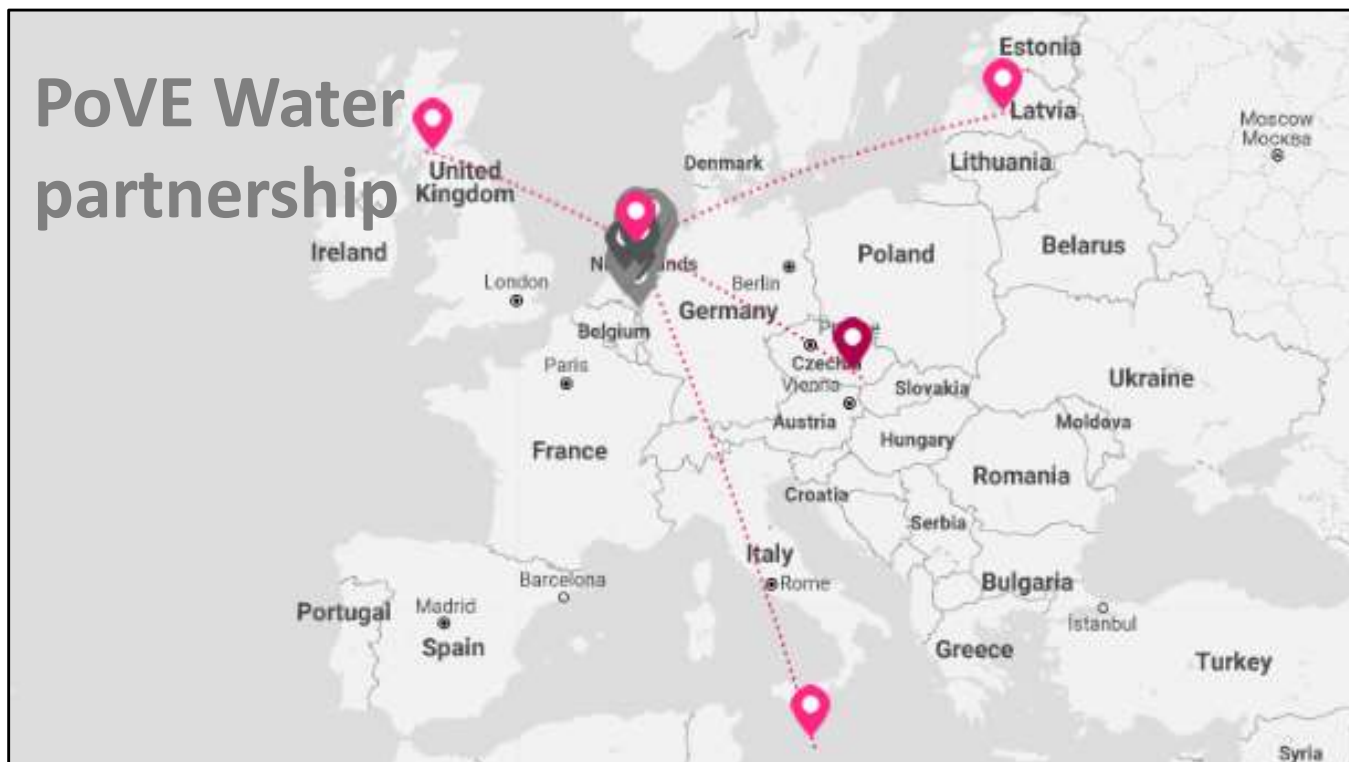 PoVE Water
partnership
Estonia
Latvia
Moscow
Москва
Denmark
Lithuania
United
Kingdom
Ireland
Belarus
Poland
London
Berlin
Germany
Belgium
Paris
Czechia
Slovakia
Ukraine
Vienna
Austria
Moldova
Hungary
France
Romania
Croatia
Serbia
Italy
Rome
Barcelona
Bulgaria
Portugal
Madrid
Istanbul
Spain
Greece
Turkey
Syria